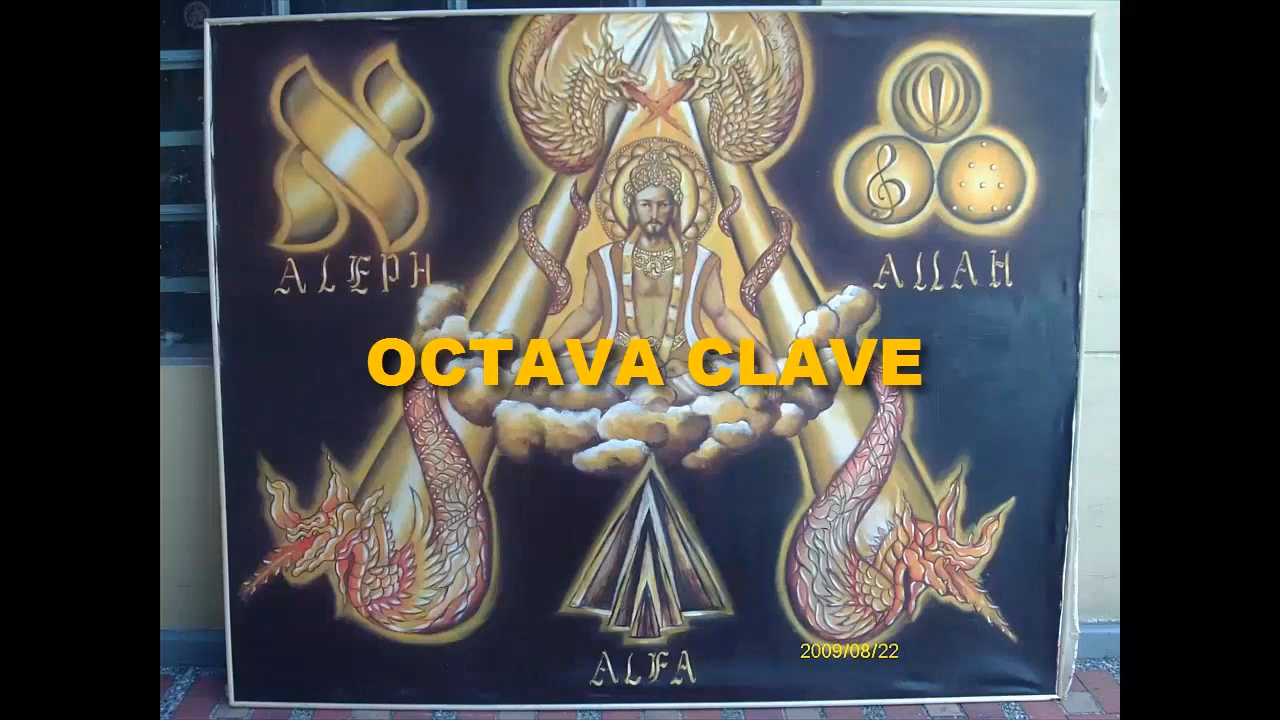 א
ALEPH
ALLAH
OCTAVA CLAVE
2009/08/22
ALFA